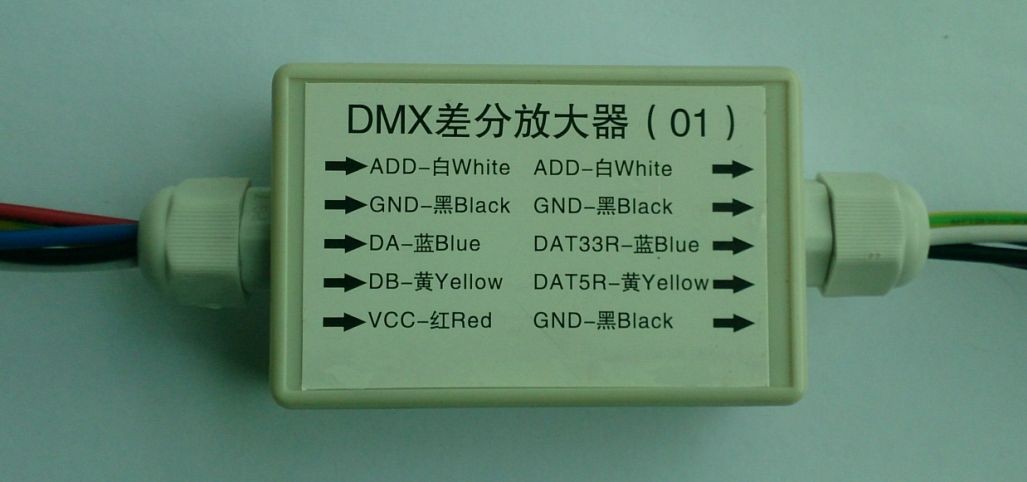 DMX差分放大器（01）
ADD-白White ADD-白White
GND-黑Black GND-黑Black
DA-蓝Blue DAT33R-蓝Blue
DB-黄Yellow DAT5R-黄Yellow
VCC-红Red GND-黑Black